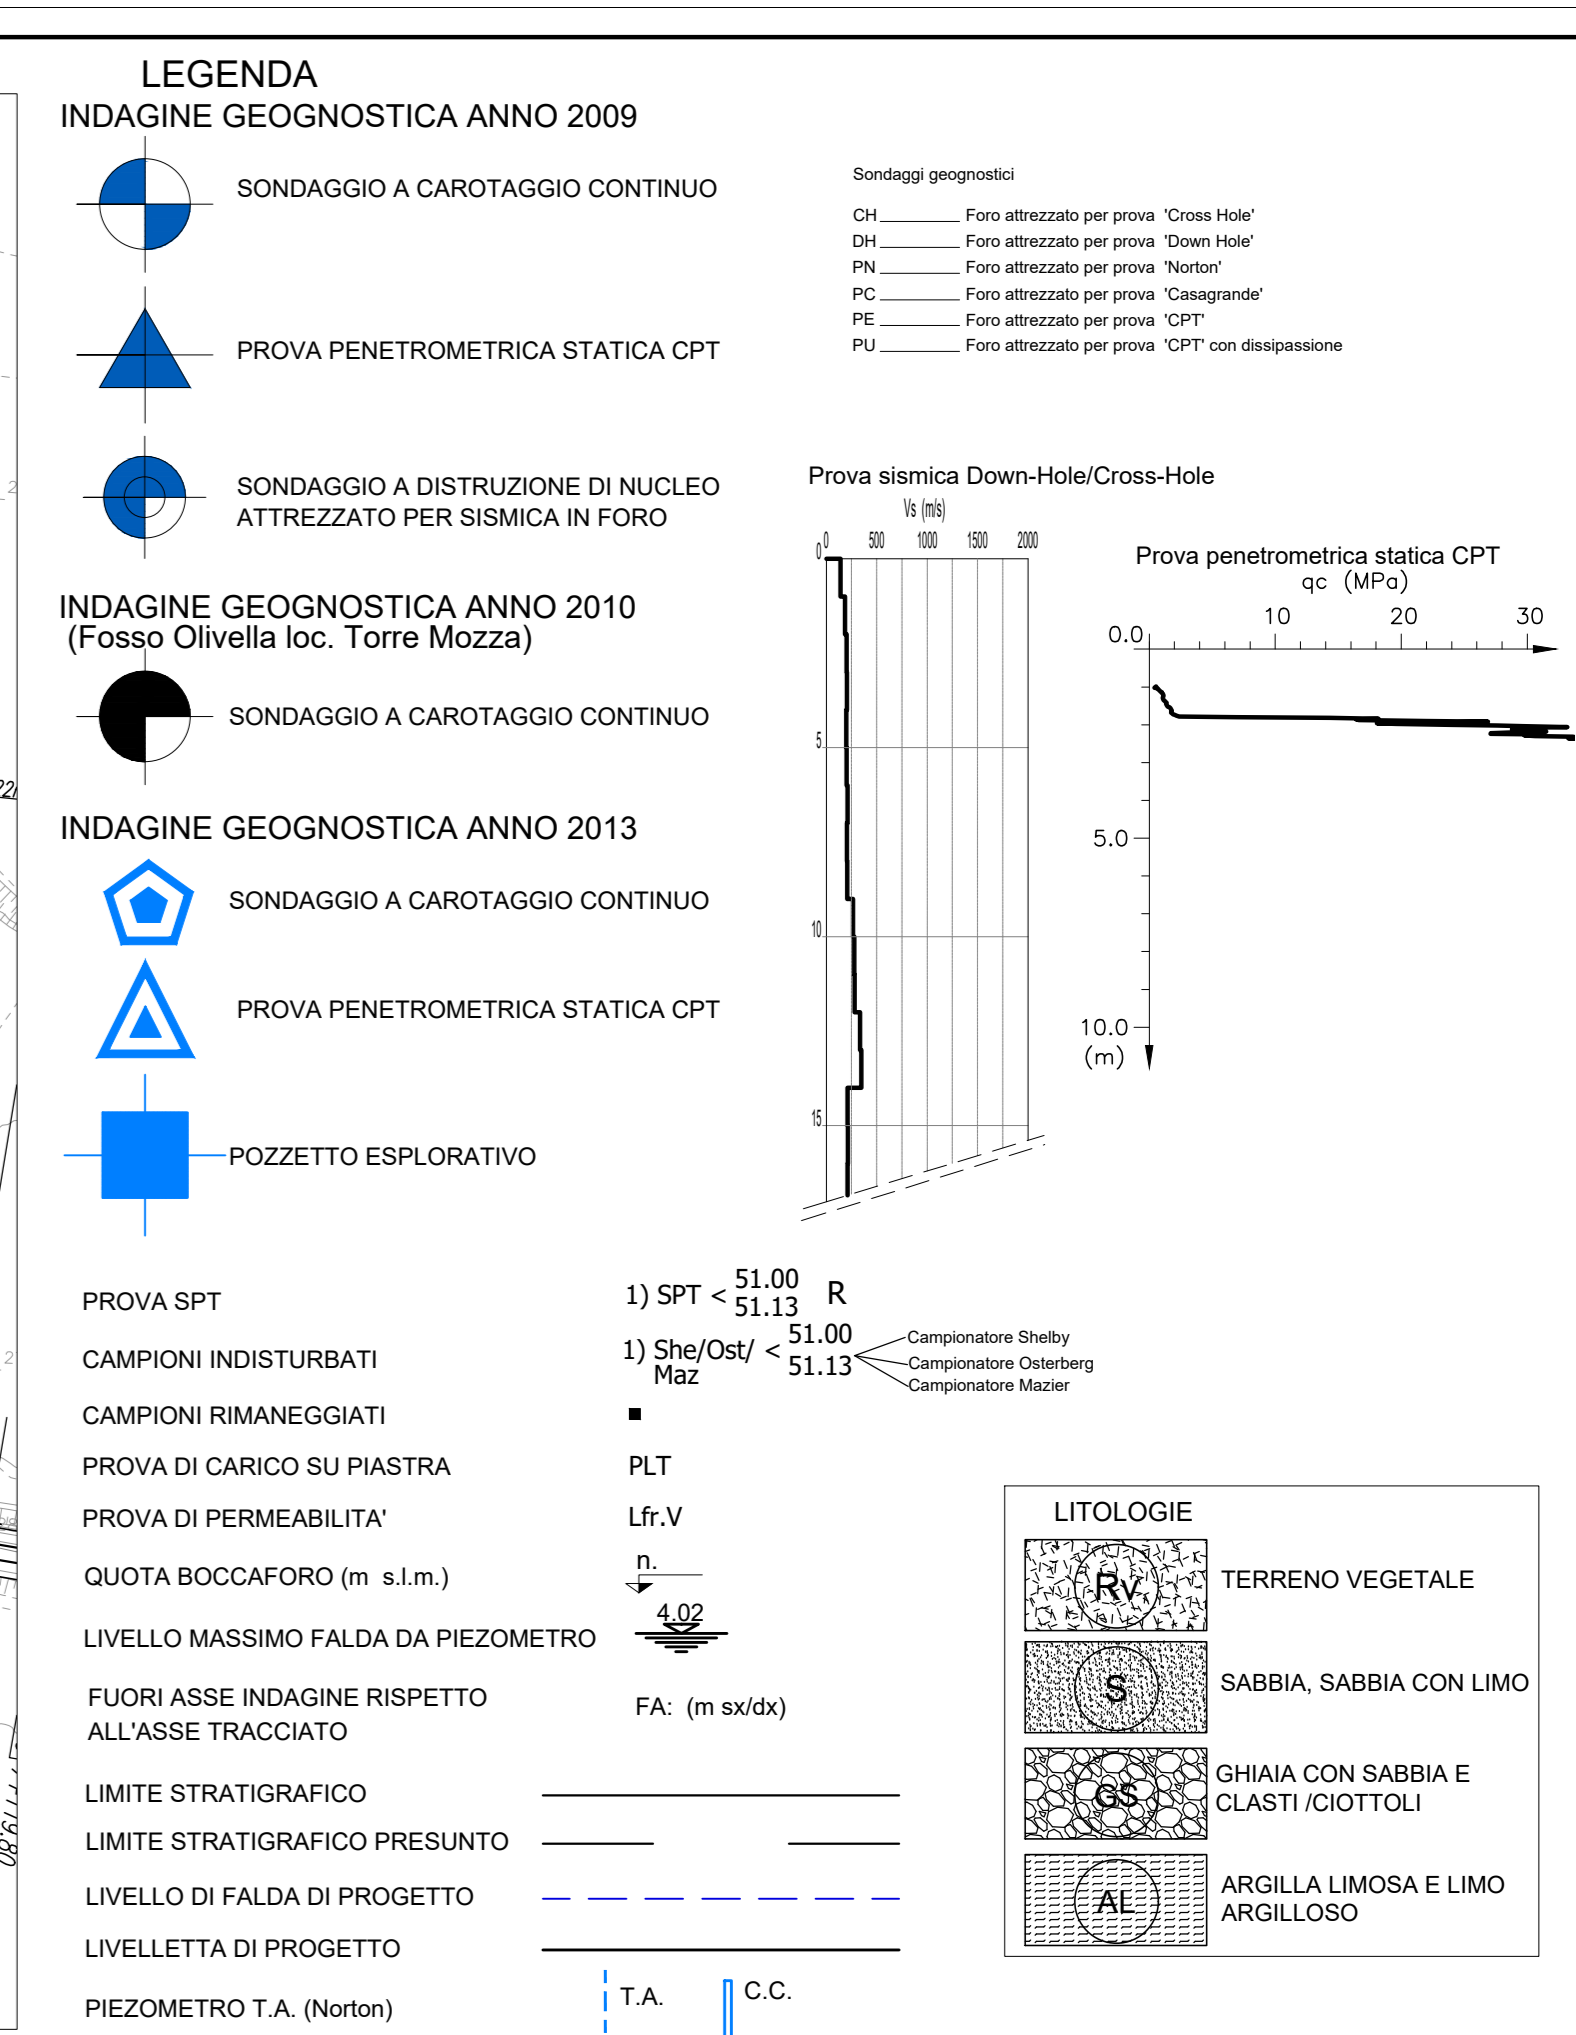 LEGENDA
INDAGINE GEOGNOSTICA ANNO 2009
SONDAGGIO A CAROTAGGIO CONTINUO
PROVA PENETROMETRICA STATICA CPT
SONDAGGIO A DISTRUZIONE DI NUCLEO
ATTREZZATO PER SISMICA IN FORO
Sondaggi geognostici
CH Foro attrezzato per prova 'Cross Hole'
DH Foro attrezzato per prova 'Down Hole'
PN Foro attrezzato per prova 'Norton'
PC Foro attrezzato per prova 'Casagrande'
PE Foro attrezzato per prova 'CPT'
PU Foro attrezzato per prova 'CPT' con dissipassione
INDAGINE GEOGNOSTICA ANNO 2010
(Fosso Olivella loc. Torre Mozza)
SONDAGGIO A CAROTAGGIO CONTINUO
INDAGINE GEOGNOSTICA ANNO 2013
SONDAGGIO A CAROTAGGIO CONTINUO
PROVA PENETROMETRICA STATICA CPT
POZZETTO ESPLORATIVO
Prova sismica Down-Hole/Cross-Hole
Vs (m/s)
0 500 1000 1500 2000
0
5
10
15
Prova penetrometrica statica CPT
qc (MPa)
10 20 30
0.0
5.0
10.0
(m)
PROVA SPT 1) SPT < 51.00 R
51.13
CAMPIONI INDISTURBATI 1) She/Ost/ < 51.00
Maz 51.13
Campionatore Shelby
Campionatore Osterberg
Campionatore Mazier
CAMPIONI RIMANEGGIATI
PROVA DI CARICO SU PIASTRA PLT
PROVA DI PERMEABILITA' Lfr.V
QUOTA BOCCAFORO (m s.l.m.) n.
LIVELLO MASSIMO FALDA DA PIEZOMETRO 4.02
FUORI ASSE INDAGINE RISPETTO
ALL'ASSE TRACCIATO
FA: (m sx/dx)
LIMITE STRATIGRAFICO
LIMITE STRATIGRAFICO PRESUNTO
LIVELLO DI FALDA DI PROGETTO
LIVELLETTA DI PROGETTO
PIEZOMETRO T.A. (Norton) T.A. C.C.
LITOLOGIE
Rv TERRENO VEGETALE
S SABBIA, SABBIA CON LIMO
GS GHIAIA CON SABBIA E
CLASTI /CIOTTOLI
AL ARGILLA LIMOSA E LIMO
ARGILLOSO